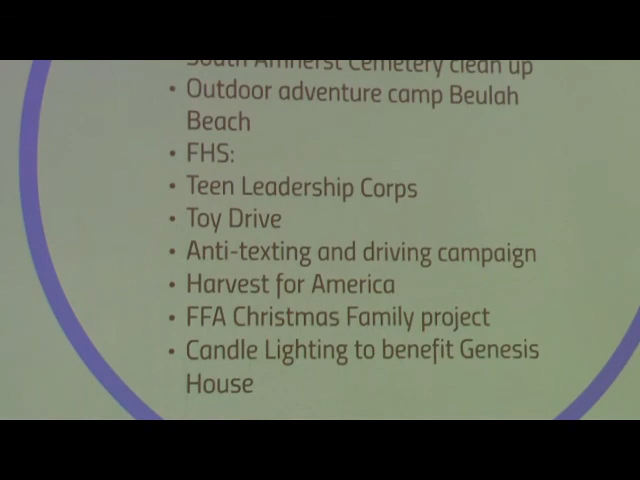 South Amherst Cemetery clean up
• Outdoor adventure camp Beulah
Beach
• FHS:
• Teen Leadership Corps
• Toy Drive
• Anti-texting and driving campaign
• Harvest for America
• FFA Christmas Family project
• Candle Lighting to benefit Genesis
House